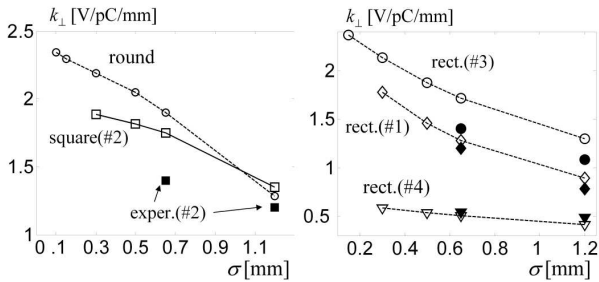 k⊥ [V/pC/mm]
2.5
2
1.5
1
round
square(#2)
exper.(#2)
0.1 0.3 0.5 0.7 0.9 1.1
σ [mm]
k⊥ [V/pC/mm]
2
1.5
1
0.5
rect.(#3)
rect.(#1)
rect.(#4)
0.2 0.4 0.6 0.8 1 1.2
σ [mm]